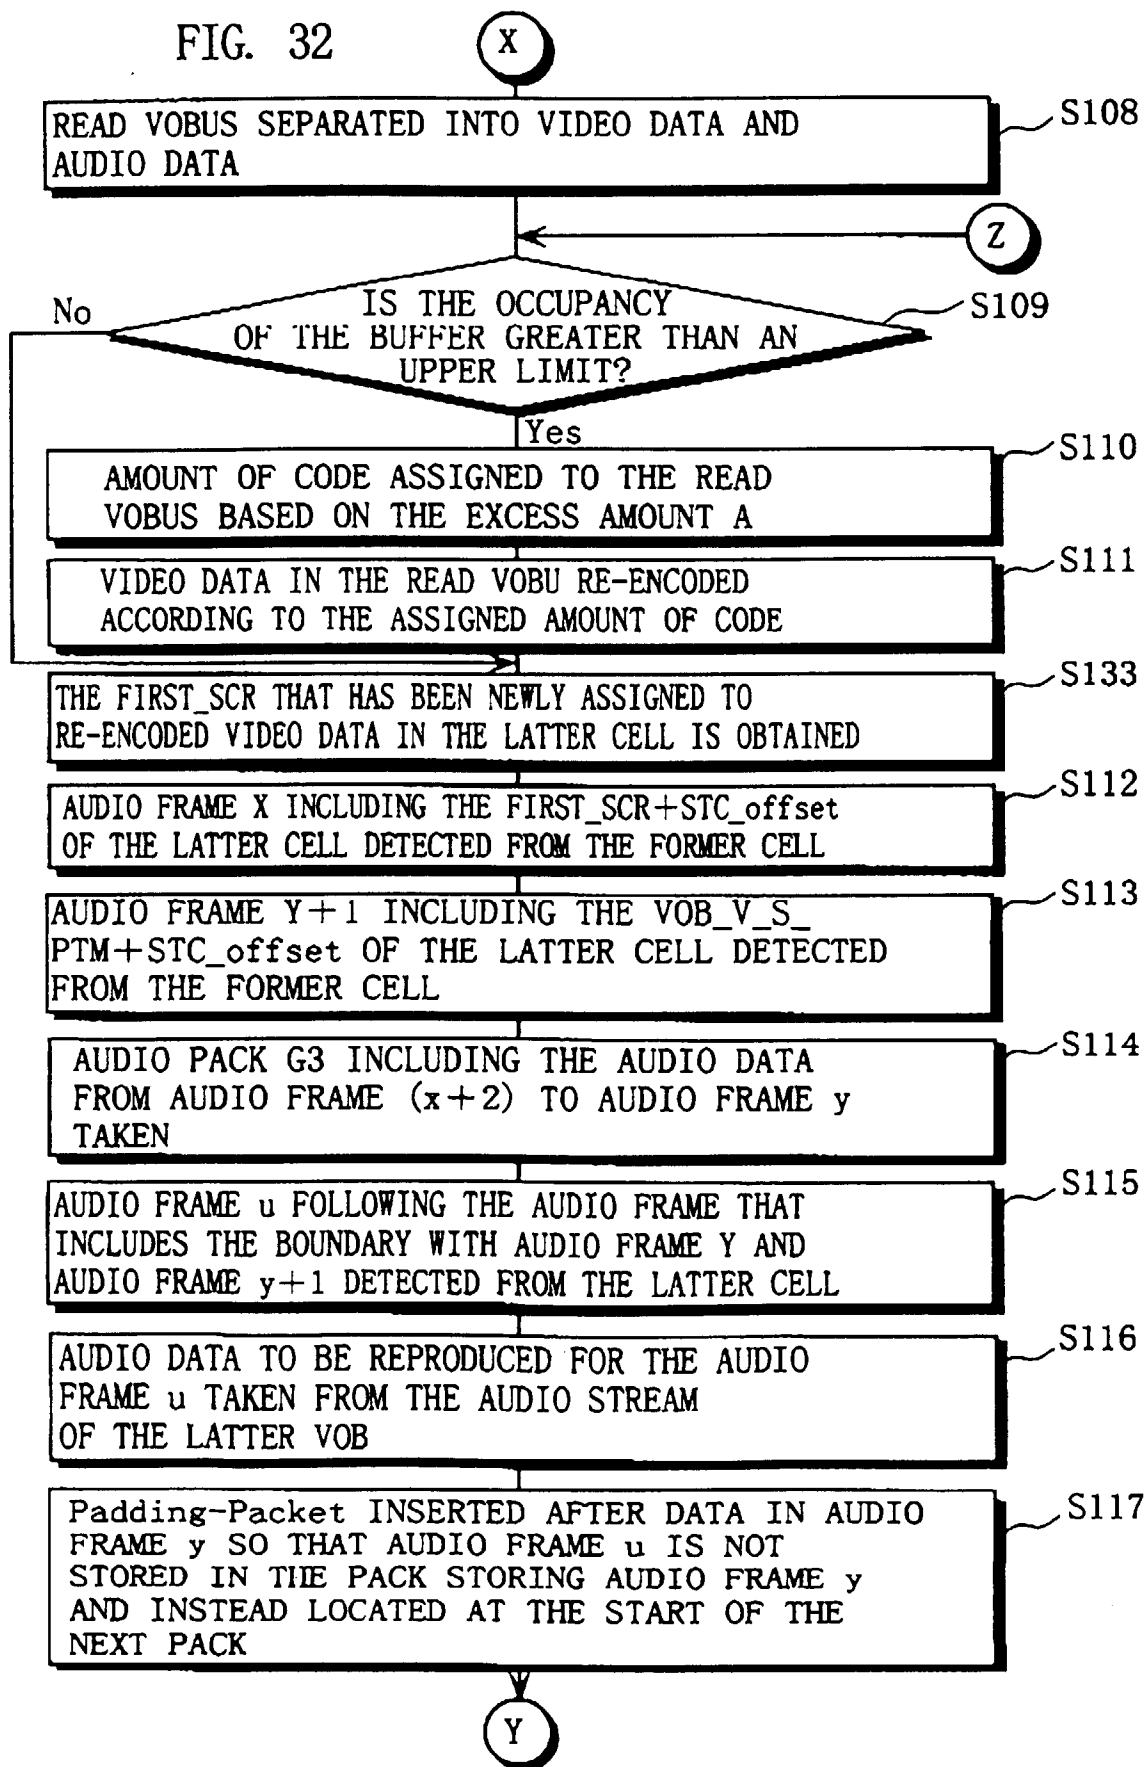 FIG. 32
X
READ VOBUS SEPARATED INTO VIDEO DATA AND
AUDIO DATA
S108
Z
IS THE OCCUPANCY
OF THE BUFFER GREATER THAN AN
UPPER LIMIT?
S109
No
Yes
AMOUNT OF CODE ASSIGNED TO THE READ
VOBUS BASED ON THE EXCESS AMOUNT A
S110
VIDEO DATA IN THE READ VOBU RE-ENCODED
ACCORDING TO THE ASSIGNED AMOUNT OF CODE
S111
THE FIRST_SCR THAT HAS BEEN NEWLY ASSIGNED TO
RE-ENCODED VIDEO DATA IN THE LATTER CELL IS OBTAINED
S133
AUDIO FRAME X INCLUDING THE FIRST_SCR+STC_offset
OF THE LATTER CELL DETECTED FROM THE FORMER CELL
S112
AUDIO FRAME Y+1 INCLUDING THE VOB_V_S_
PTM+STC_offset OF THE LATTER CELL DETECTED
FROM THE FORMER CELL
S113
AUDIO PACK G3 INCLUDING THE AUDIO DATA
FROM AUDIO FRAME (x+2) TO AUDIO FRAME y
TAKEN
S114
AUDIO FRAME u FOLLOWING THE AUDIO FRAME THAT
INCLUDES THE BOUNDARY WITH AUDIO FRAME Y AND
AUDIO FRAME y+1 DETECTED FROM THE LATTER CELL
S115
AUDIO DATA TO BE REPRODUCED FOR THE AUDIO
FRAME u TAKEN FROM THE AUDIO STREAM
OF THE LATTER VOB
S116
Padding-Packet INSERTED AFTER DATA IN AUDIO
FRAME y SO THAT AUDIO FRAME u IS NOT
STORED IN THE PACK STORING AUDIO FRAME y
AND INSTEAD LOCATED AT THE START OF THE
NEXT PACK
S117
Y